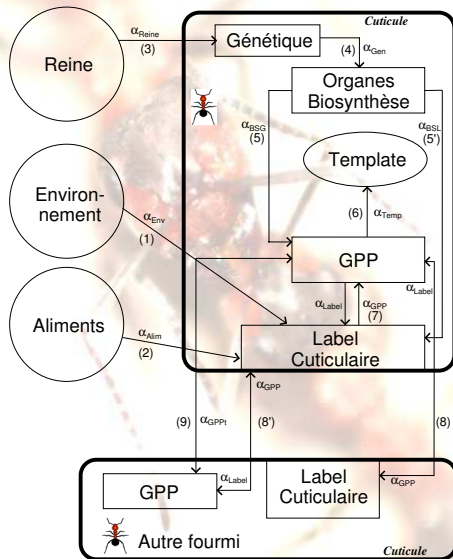 Cuticule
Reine
αReine
(3)
Génétique
(4)
αGen
Organes
Biosynthèse
αBSG
(5)
αBSL
(5')
Template
Environ-
nement
αEnv
(1)
(6)
αTemp
GPP
αLabel
αLabel
αGPP
(7)
Aliments
αAlim
(2)
Label
Cuticulaire
(9)
αGPPt
αGPP
(8')
(8)
αLabel
GPP
Label
Cuticulaire
αGPP
Autre fourmi
Cuticule